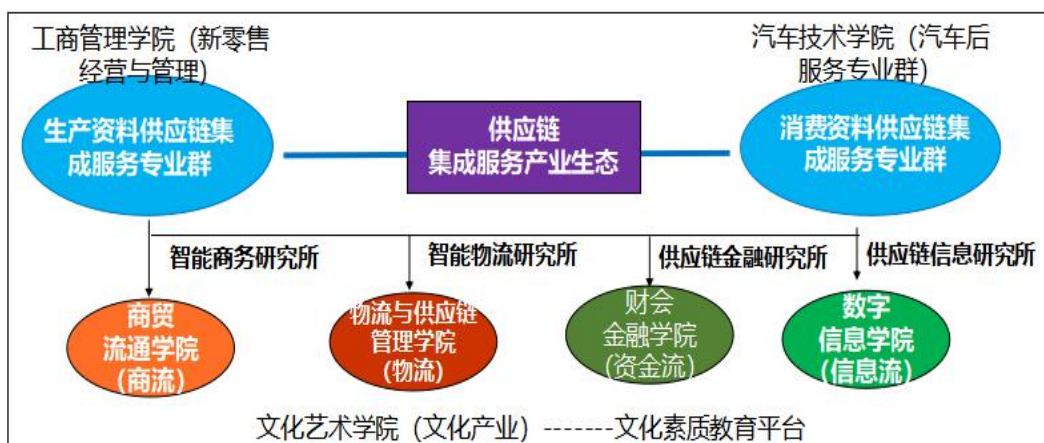 工商管理学院（新零售
经营与管理）
汽车技术学院（汽车后
服务专业群）
生产资料供应链集
成服务专业群
供应链
集成服务产业生态
消费资料供应链集
成服务专业群
智能商务研究所
智能物流研究所
供应链金融研究所
供应链信息研究所
商贸
流通学院
(商流)
物流与供应链
管理学院
(物流)
财会
金融学院
(资金流)
数字
信息学院
(信息流)
文化艺术学院（文化产业）-------文化素质教育平台